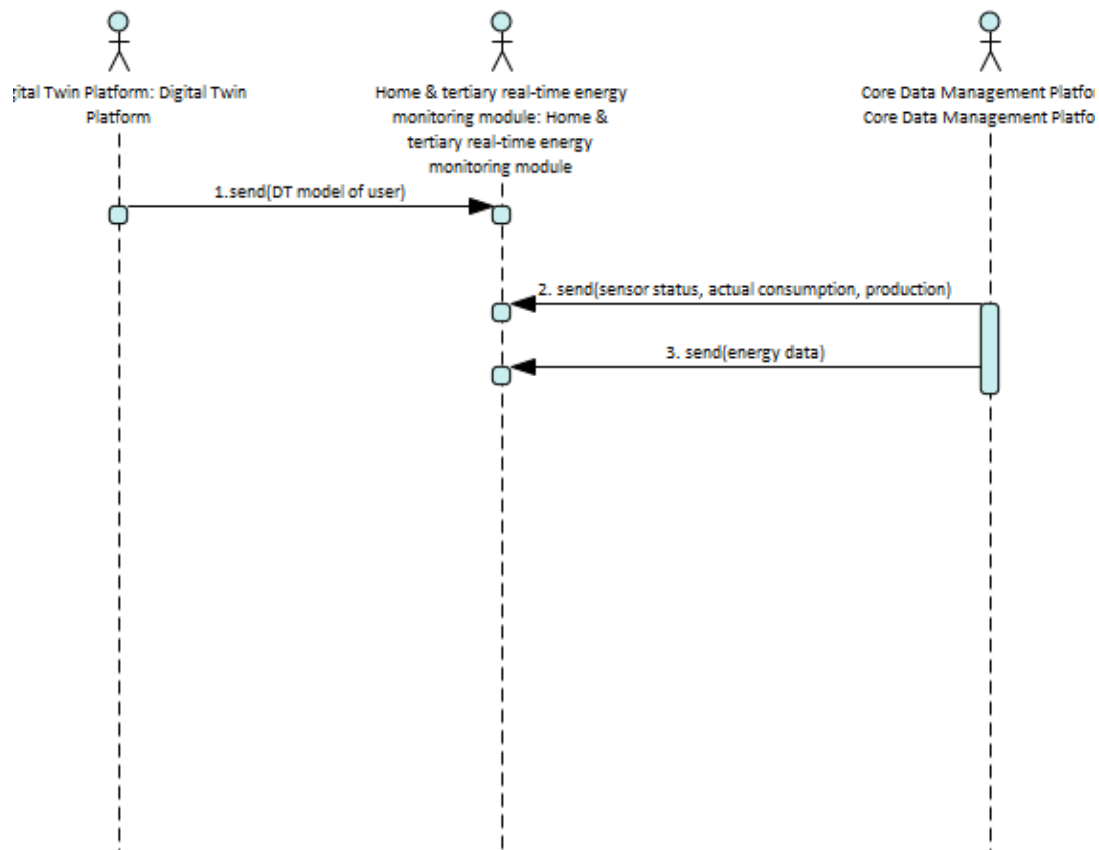 gital Twin Platform: Digital Twin
Platform
Home & tertiary real-time energy
monitoring module: Home &
tertiary real-time energy
monitoring module
Core Data Management Platfo
Core Data Management Platfo
1.send(DT model of user)
2. send(sensor status, actual consumption, production)
3. send(energy data)